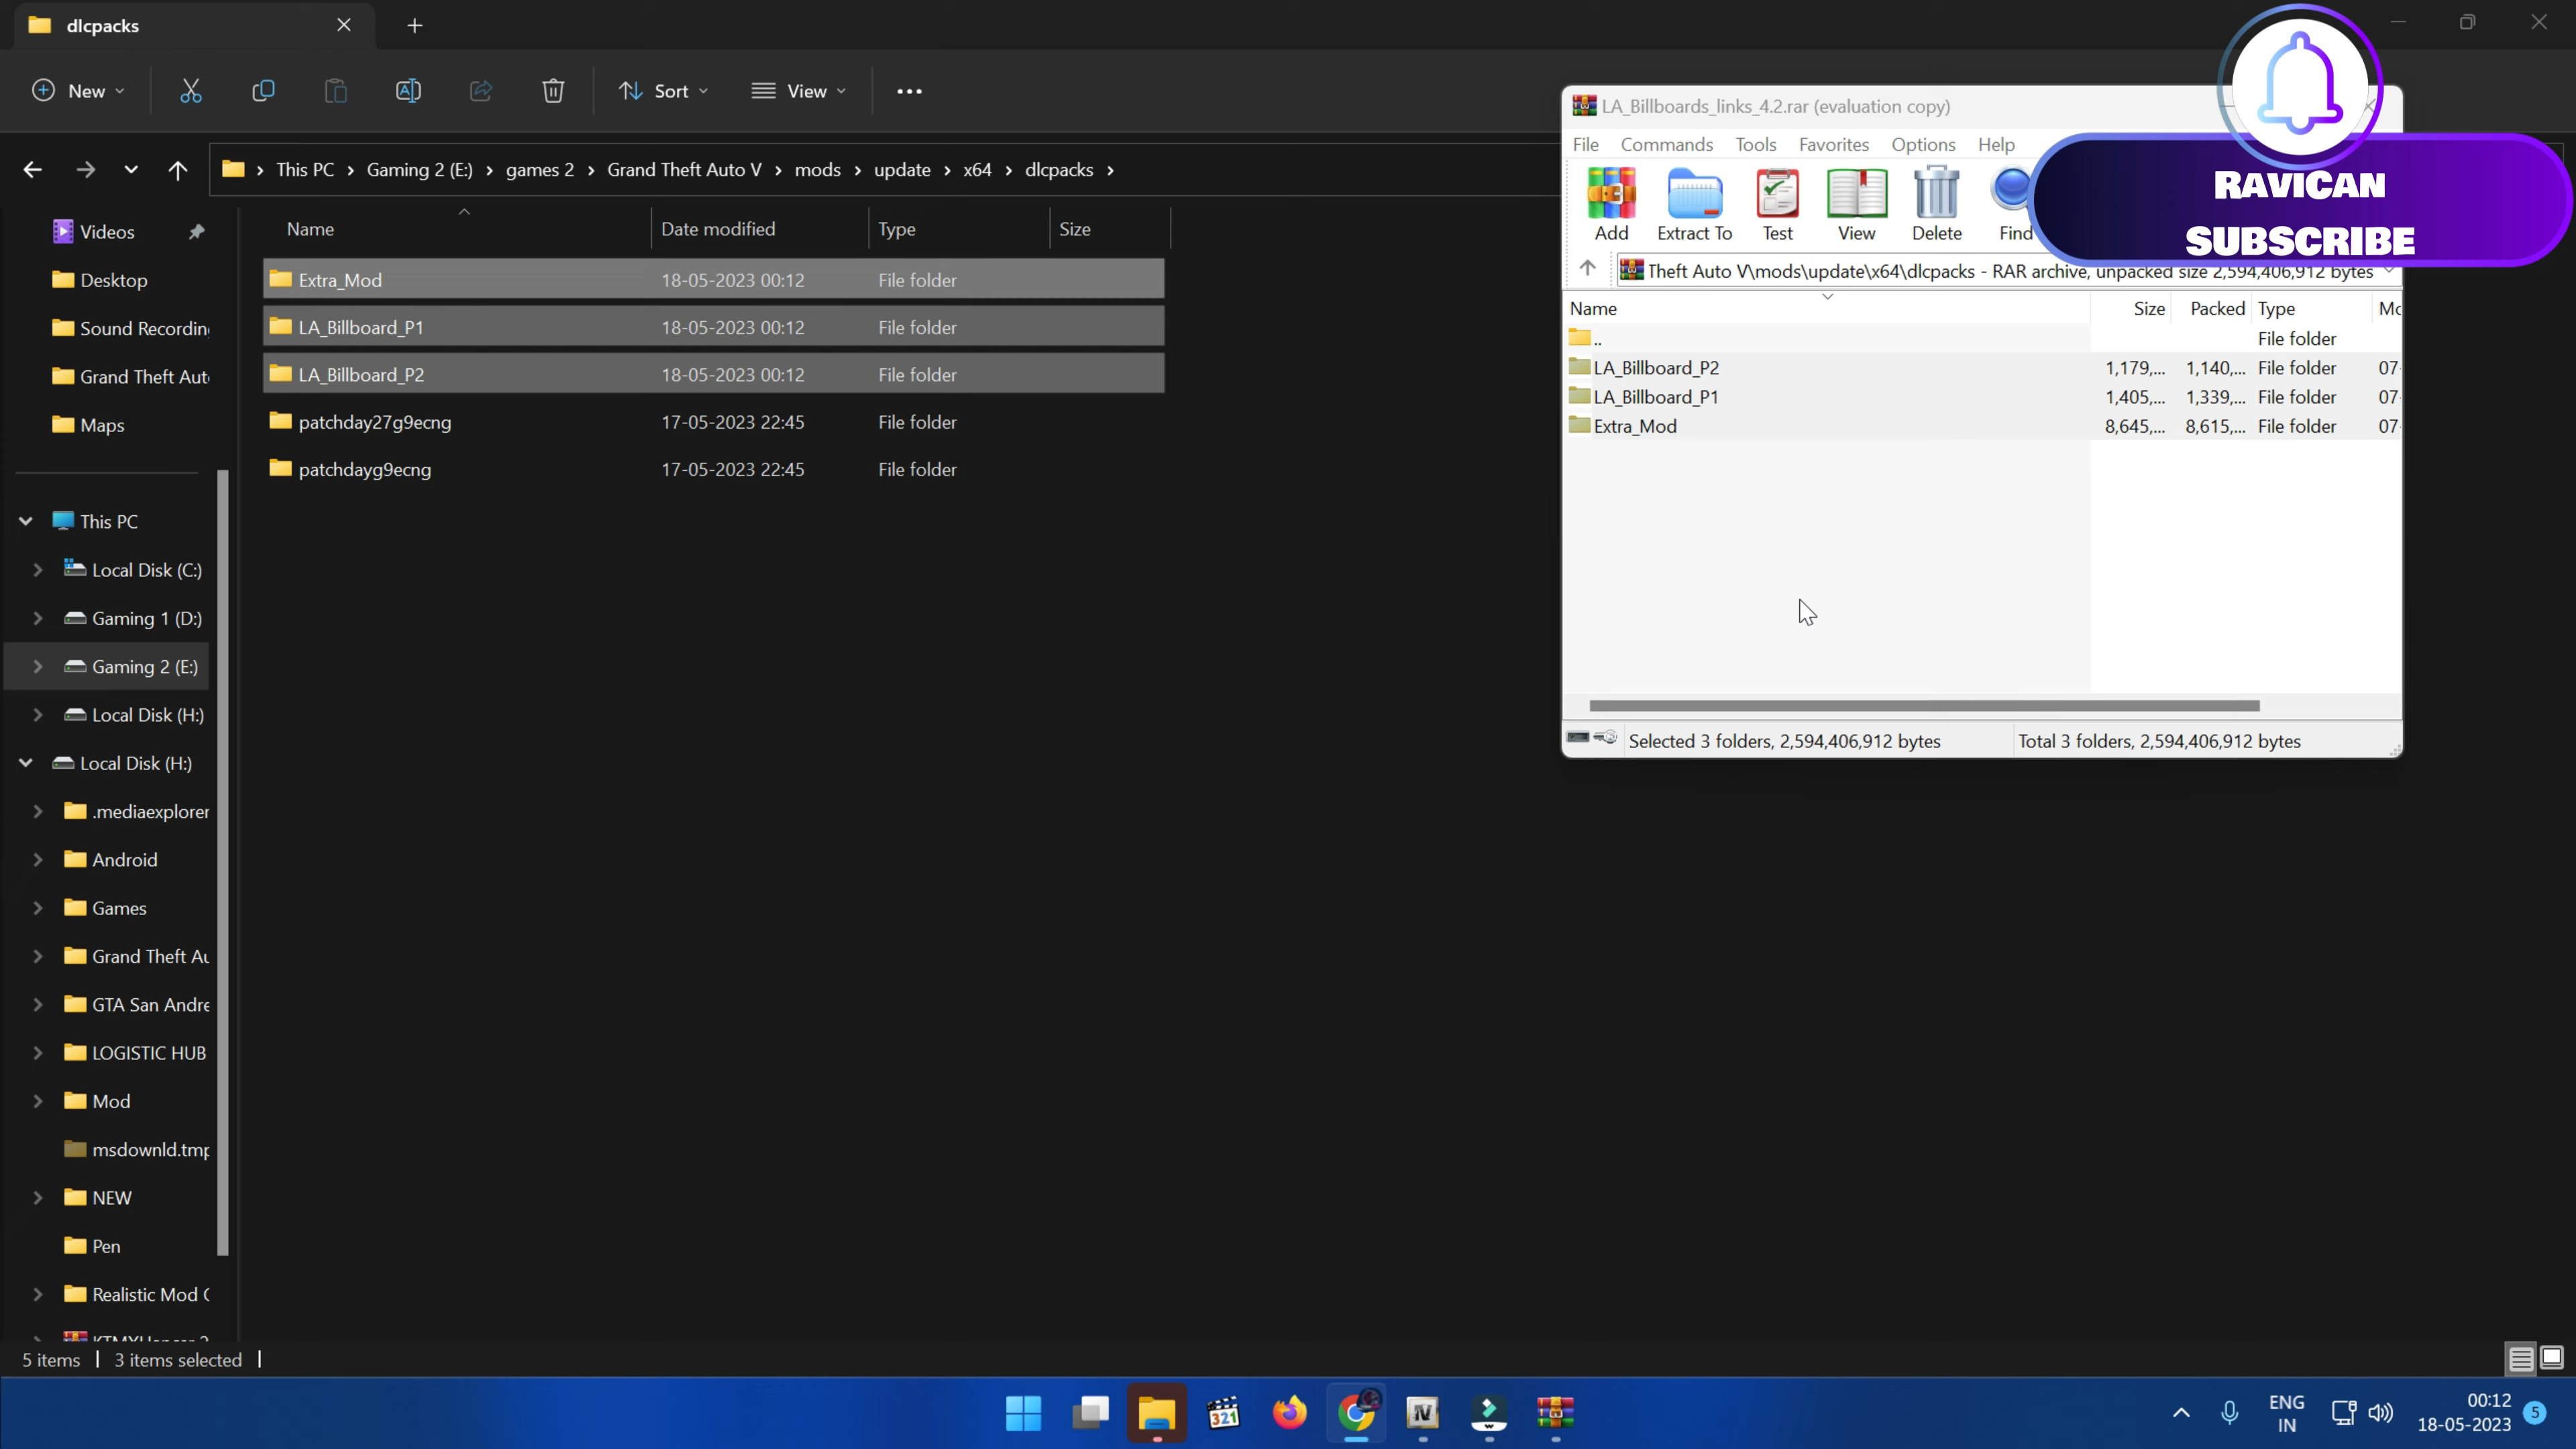 dlcpacks
New
Sort
View
This PC > Gaming 2 (E:) > games 2 > Grand Theft Auto V > mods > update > x64 > dlcpacks >
Videos
Desktop
Sound Recordin
Grand Theft Aut
Maps
This PC
Local Disk (C:)
Gaming 1 (D:)
Gaming 2 (E:)
Local Disk (H:)
Local Disk (H:)
.mediaexplorer
Android
Games
Grand Theft Au
GTA San Andre
LOGISTIC HUB
Mod
msdownld.tmp
NEW
Pen
Realistic Mod
Name Date modified Type Size
Extra_Mod 18-05-2023 00:12 File folder
LA_Billboard_P1 18-05-2023 00:12 File folder
LA_Billboard_P2 18-05-2023 00:12 File folder
patchday27g9ecng 17-05-2023 22:45 File folder
patchdayg9ecng 17-05-2023 22:45 File folder
LA_Billboards_links_4.2.rar (evaluation copy)
File Commands Tools Favorites Options Help
Add Extract To Test View Delete Find
RAVICAN
SUBSCRIBE
Theft Auto V\mods\update\x64\dlcpacks - RAR archive, unpacked size 2,594,406,912 bytes
Name Size Packed Type Mo
.. File folder
LA_Billboard_P2 1,179,... 1,140,... File folder 07-
LA_Billboard_P1 1,405,... 1,339,... File folder 07-
Extra_Mod 8,645,... 8,615,... File folder 07-
Selected 3 folders, 2,594,406,912 bytes
Total 3 folders, 2,594,406,912 bytes
5 items 3 items selected
321
ENG
IN
00:12
18-05-2023
5